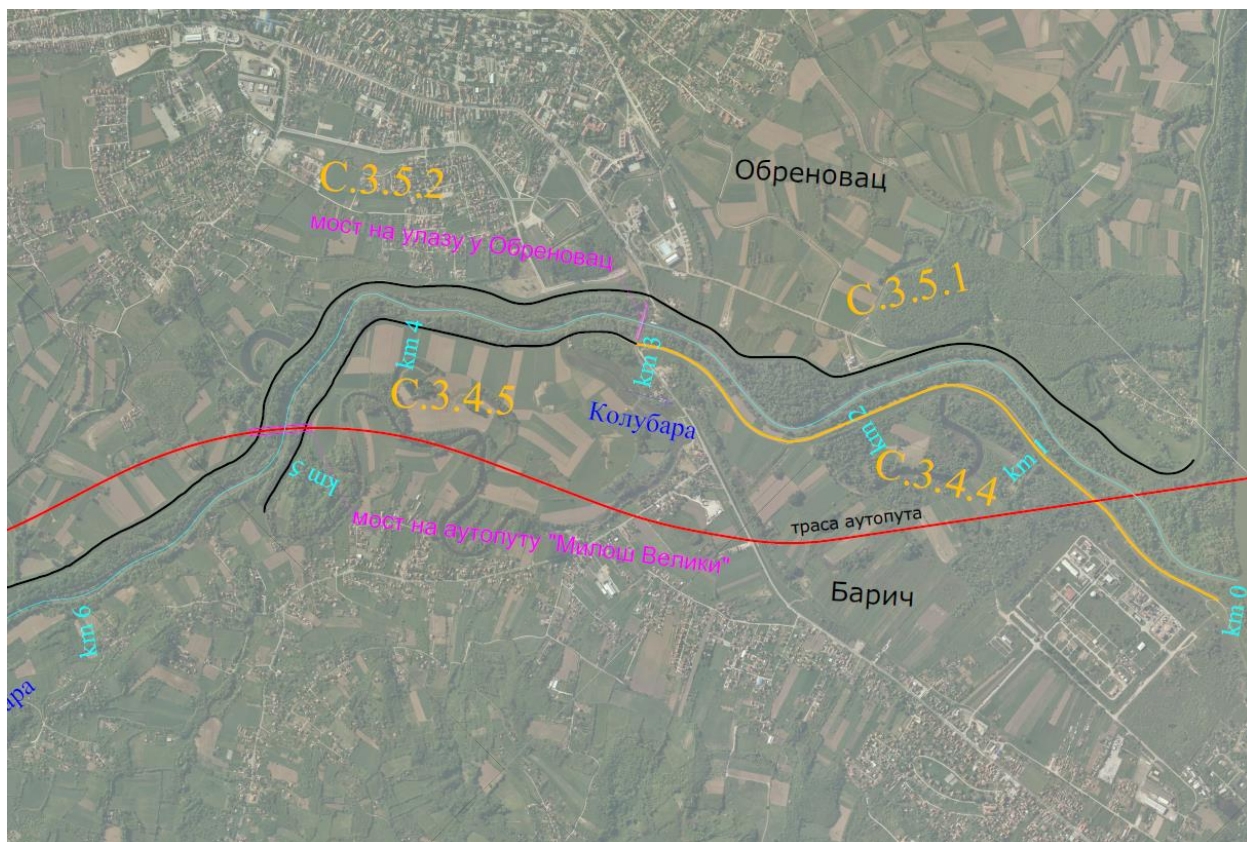 Обреновац
С.3.5.2
мост на улазу у Обреновац
С.3.5.1
km 4
km 3
С.3.4.5
Колубара
km 2
С.3.4.4
km 1
km 5
мост на аутопуту "Милош Велики"
траса аутопута
Барич
km 0
km 6
ара